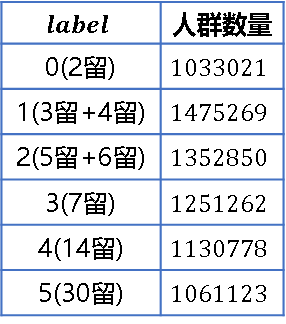 label 人群数量
0(2留) 1033021
1(3留+4留) 1475269
2(5留+6留) 1352850
3(7留) 1251262
4(14留) 1130778
5(30留) 1061123